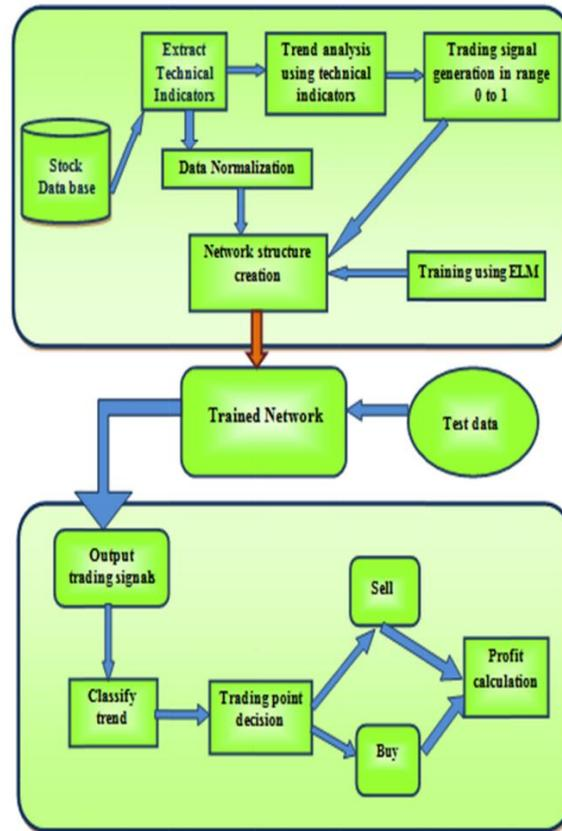 Extract
Technical
Indicators
Trend analysis
using technical
indicators
Trading signal
generation in range
0 to 1
Stock
Data base
Data Normalization
Network structure
creation
Training using ELM
Trained Network
Test data
Output
trading signals
Sell
Classify
trend
Trading point
decision
Profit
calculation
Buy